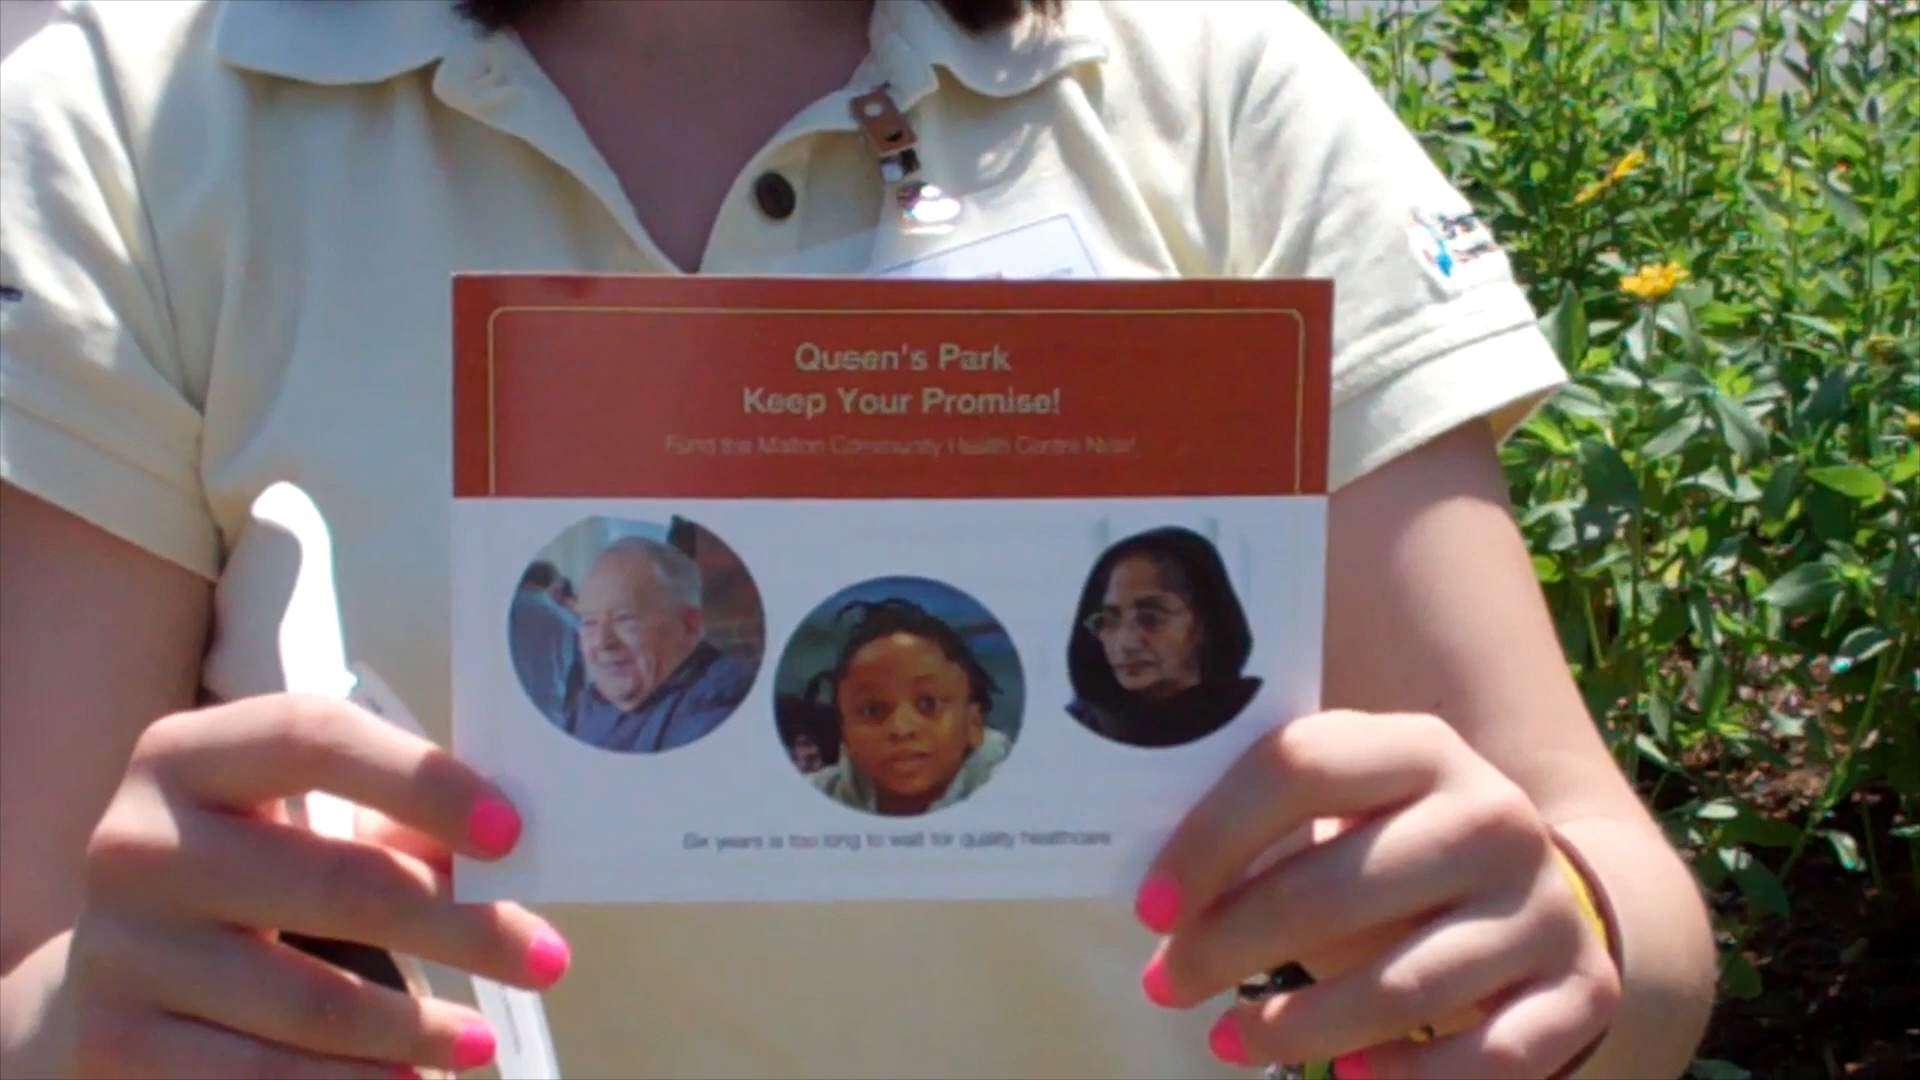 Queen's Park
Keep Your Promise!
Fund the Malton Community Health Centre Now!
Six years is too long to wait for quality healthcare